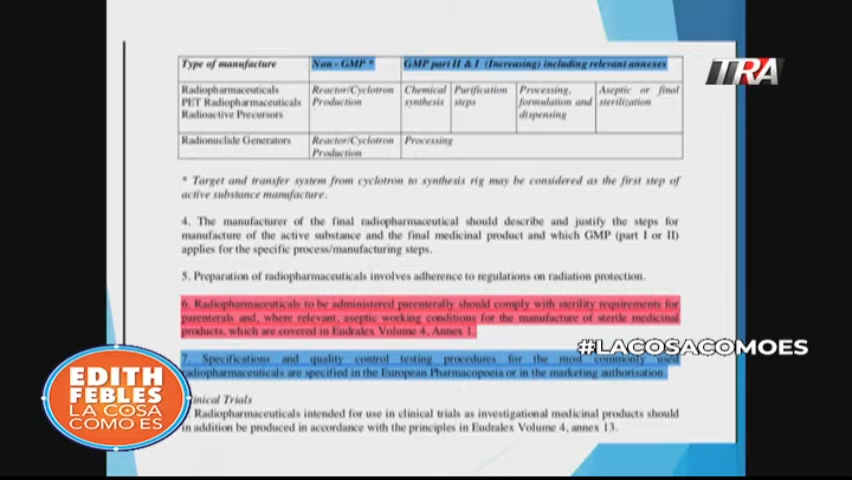 Type of manufacture Non - GMP * GMP part II & I (Increasing) including relevant annexes
Radiopharmaceuticals
PET Radiopharmaceuticals
Radioactive Precursors
Reactor/Cyclotron
Production
Chemical
synthesis
Purification
steps
Processing,
formulation and
dispensing
Aseptic or final
sterilization
Radionuclide Generators
Reactor/Cyclotron
Production
Processing
* Target and transfer system from cyclotron to synthesis rig may be considered as the first step of
active substance manufacture.
4. The manufacturer of the final radiopharmaceutical should describe and justify the steps for
manufacture of the active substance and the final medicinal product and which GMP (part I or II)
applies for the specific process/manufacturing steps.
5. Preparation of radiopharmaceuticals involves adherence to regulations on radiation protection.
6. Radiopharmaceuticals to be administered parenterally should comply with sterility requirements for
parenterals and, where relevant, aseptic working conditions for the manufacture of sterile medicinal
products, which are covered in Eudralex Volume 4, Annex 1.
7. Specifications and quality control testing procedures for the most commonly used
radiopharmaceuticals are specified in the European Pharmacopoeia or in the marketing authorisation.
inical Trials
Radiopharmaceuticals intended for use in clinical trials as investigational medicinal products should
in addition be produced in accordance with the principles in Eudralex Volume 4, annex 13.
#LACOSACOMOES
EDITH
FEBLES
LA COSA
COMO ES